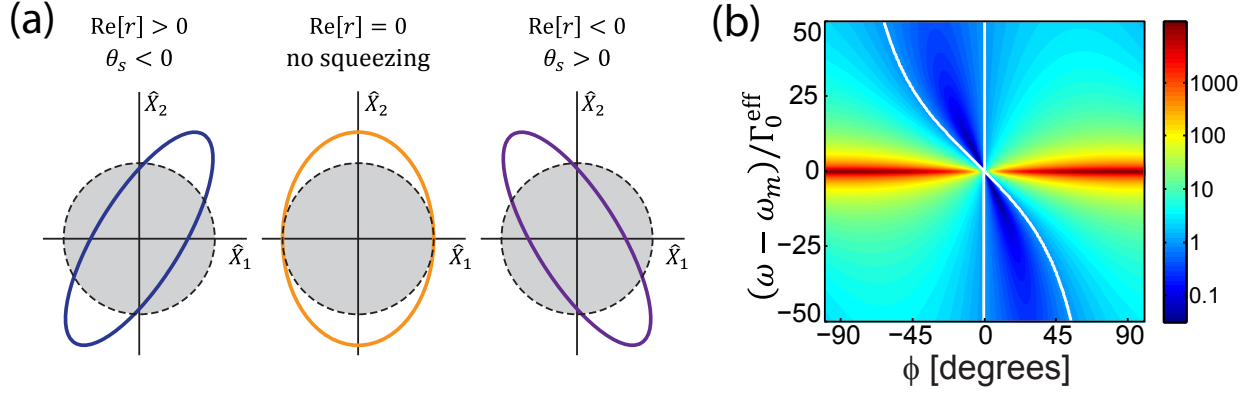 (a)
Re[r] > 0
θₛ < 0
X̂₂
X̂₁
Re[r] = 0
no squeezing
X̂₂
X̂₁
Re[r] < 0
θₛ > 0
X̂₂
X̂₁
(b)
(ω − ωₘ)/Γ₀ᵉᶠᶠ
50
25
0
−25
−50
−90
−45
0
45
90
ϕ [degrees]
1000
100
10
1
0.1